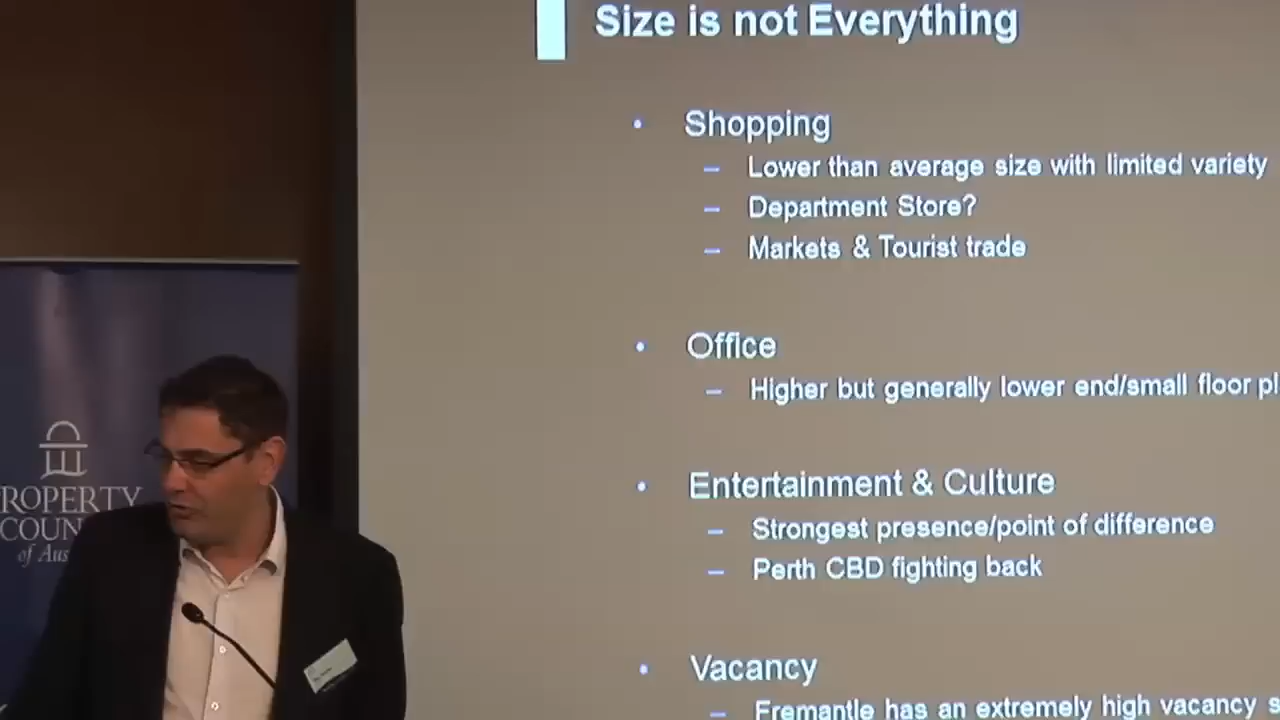 Size is not Everything
• Shopping
– Lower than average size with limited variety
– Department Store?
– Markets & Tourist trade
• Office
– Higher but generally lower end/small floor pl
• Entertainment & Culture
– Strongest presence/point of difference
– Perth CBD fighting back
• Vacancy
– Fremantle has an extremely high vacancy s
ROPERTY
COUN
of Aus